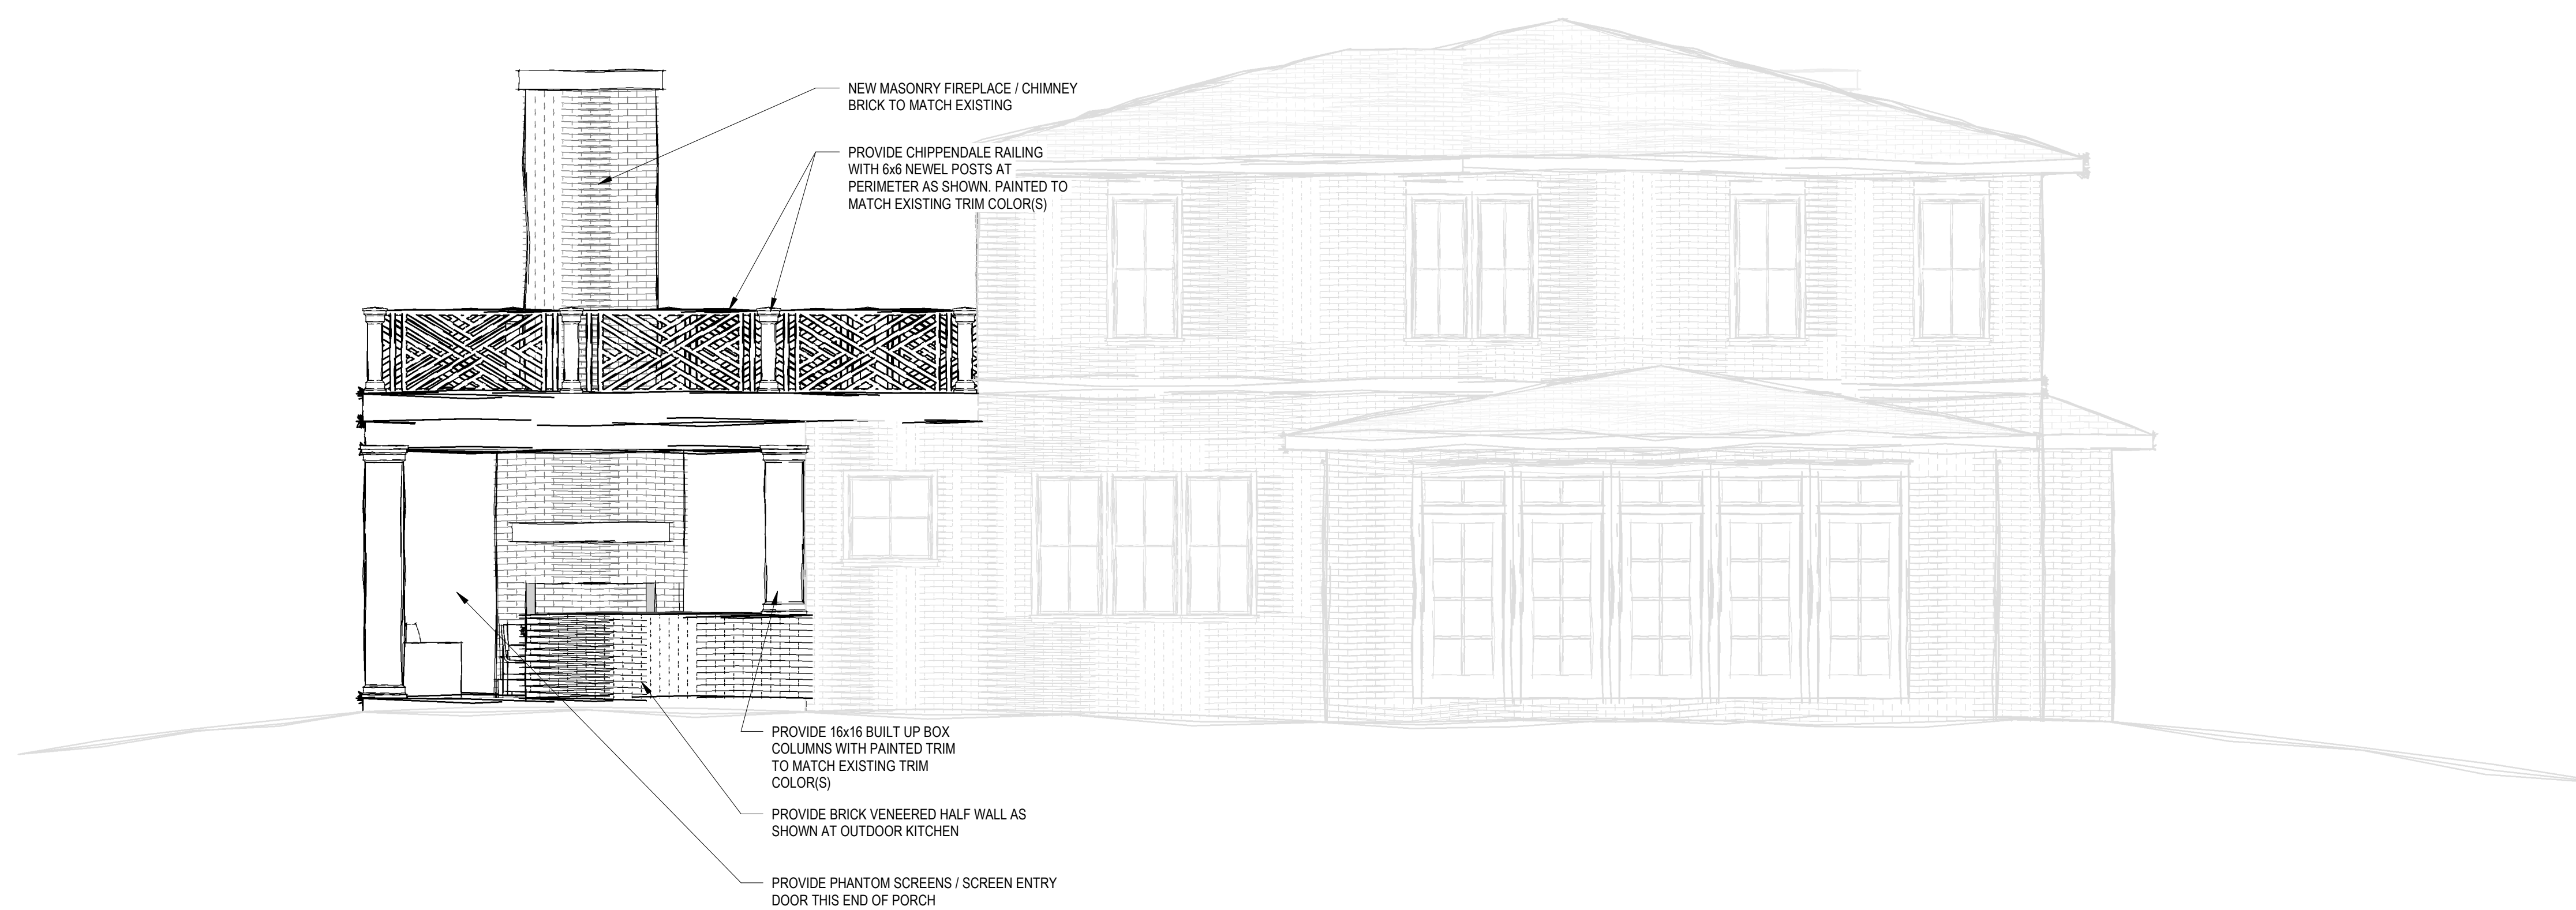 NEW MASONRY FIREPLACE / CHIMNEY
BRICK TO MATCH EXISTING
PROVIDE CHIPPENDALE RAILING
WITH 6x6 NEWEL POSTS AT
PERIMETER AS SHOWN. PAINTED TO
MATCH EXISTING TRIM COLOR(S)
PROVIDE 16x16 BUILT UP BOX
COLUMNS WITH PAINTED TRIM
TO MATCH EXISTING TRIM
COLOR(S)
PROVIDE BRICK VENEERED HALF WALL AS
SHOWN AT OUTDOOR KITCHEN
PROVIDE PHANTOM SCREENS / SCREEN ENTRY
DOOR THIS END OF PORCH